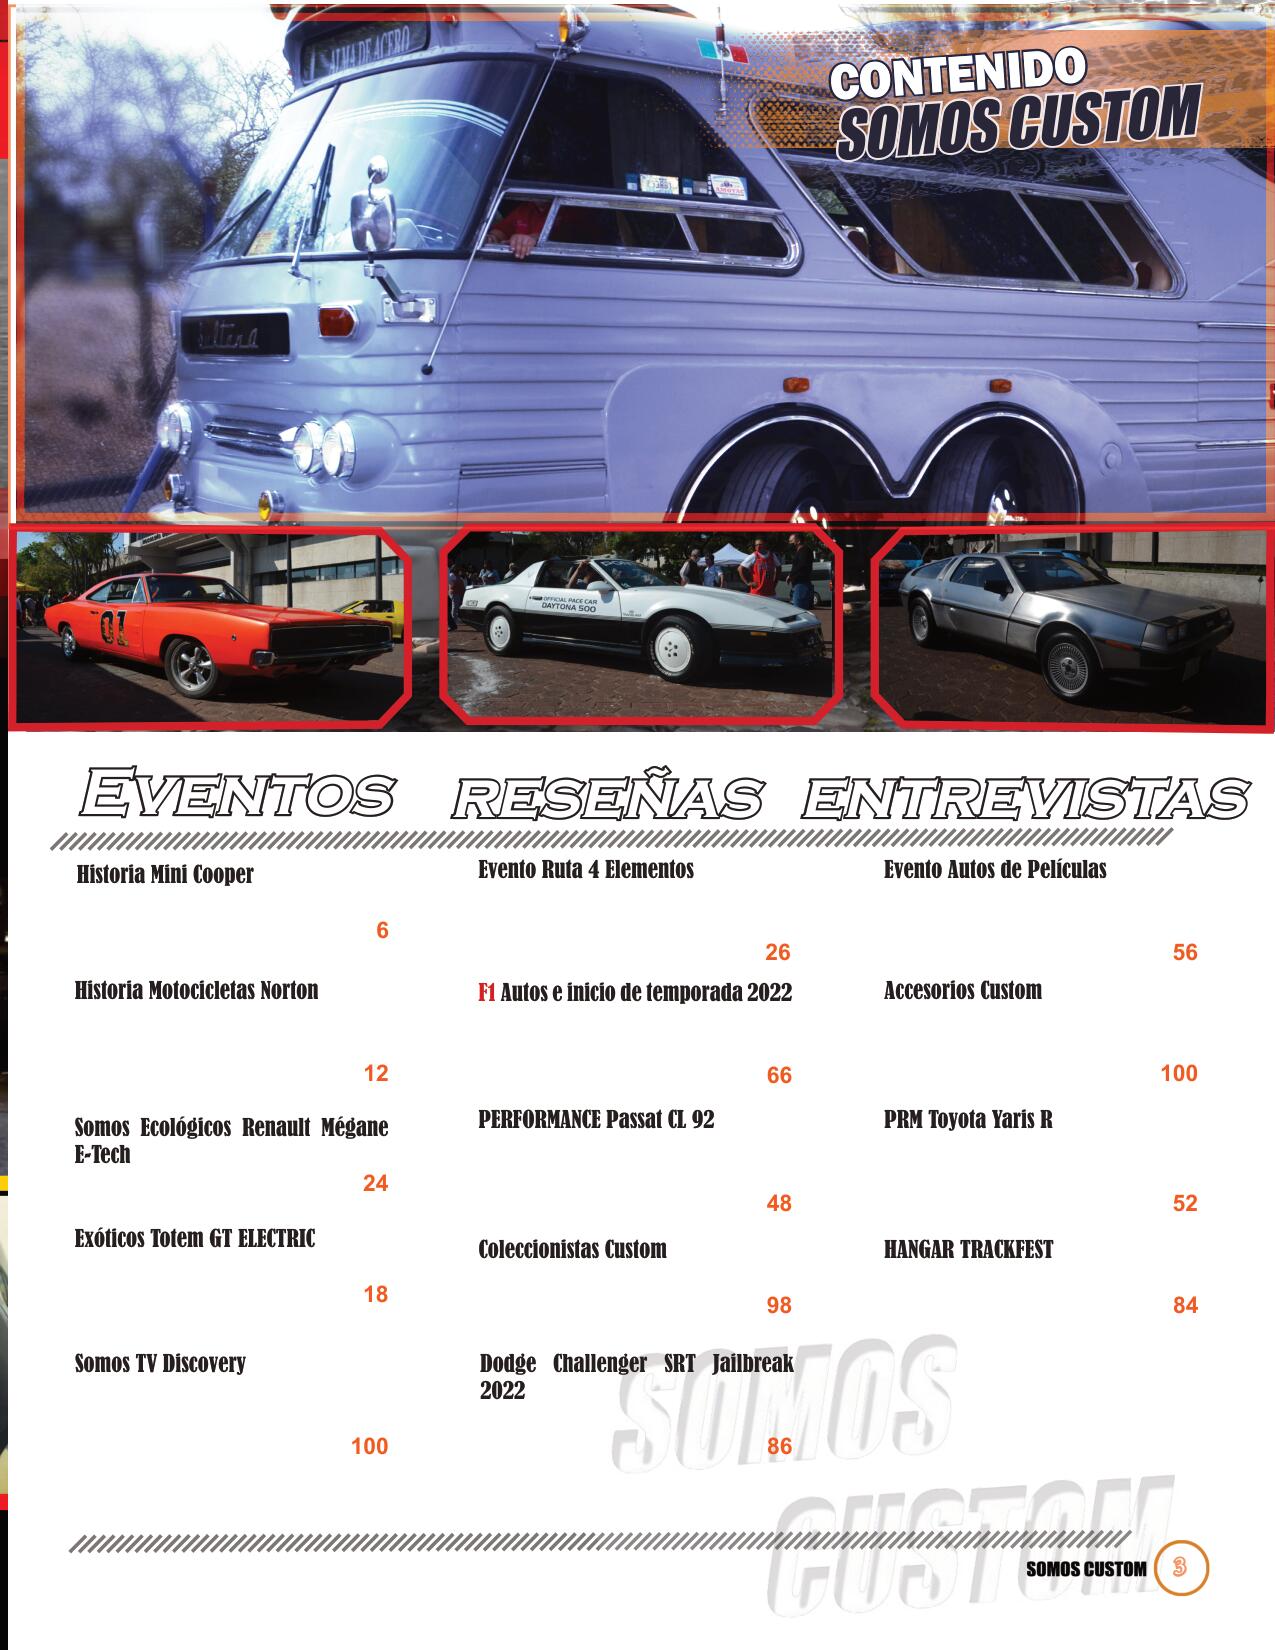 ALMA DE ACERO
CONTENIDO
SOMOS CUSTOM
Sultana
01
OFFICIAL PACE CAR
DAYTONA 500
EVENTOS
RESEÑAS
ENTREVISTAS
Historia Mini Cooper
6
Historia Motocicletas Norton
12
Somos Ecológicos Renault Mégane
E-Tech
24
Exóticos Totem GT ELECTRIC
18
Somos TV Discovery
100
Evento Ruta 4 Elementos
26
F1 Autos e inicio de temporada 2022
66
PERFORMANCE Passat CL 92
48
Coleccionistas Custom
98
Dodge Challenger SRT Jailbreak
2022
86
Evento Autos de Películas
56
Accesorios Custom
100
PRM Toyota Yaris R
52
HANGAR TRACKFEST
84
SOMOS
CUSTOM
SOMOS CUSTOM 3